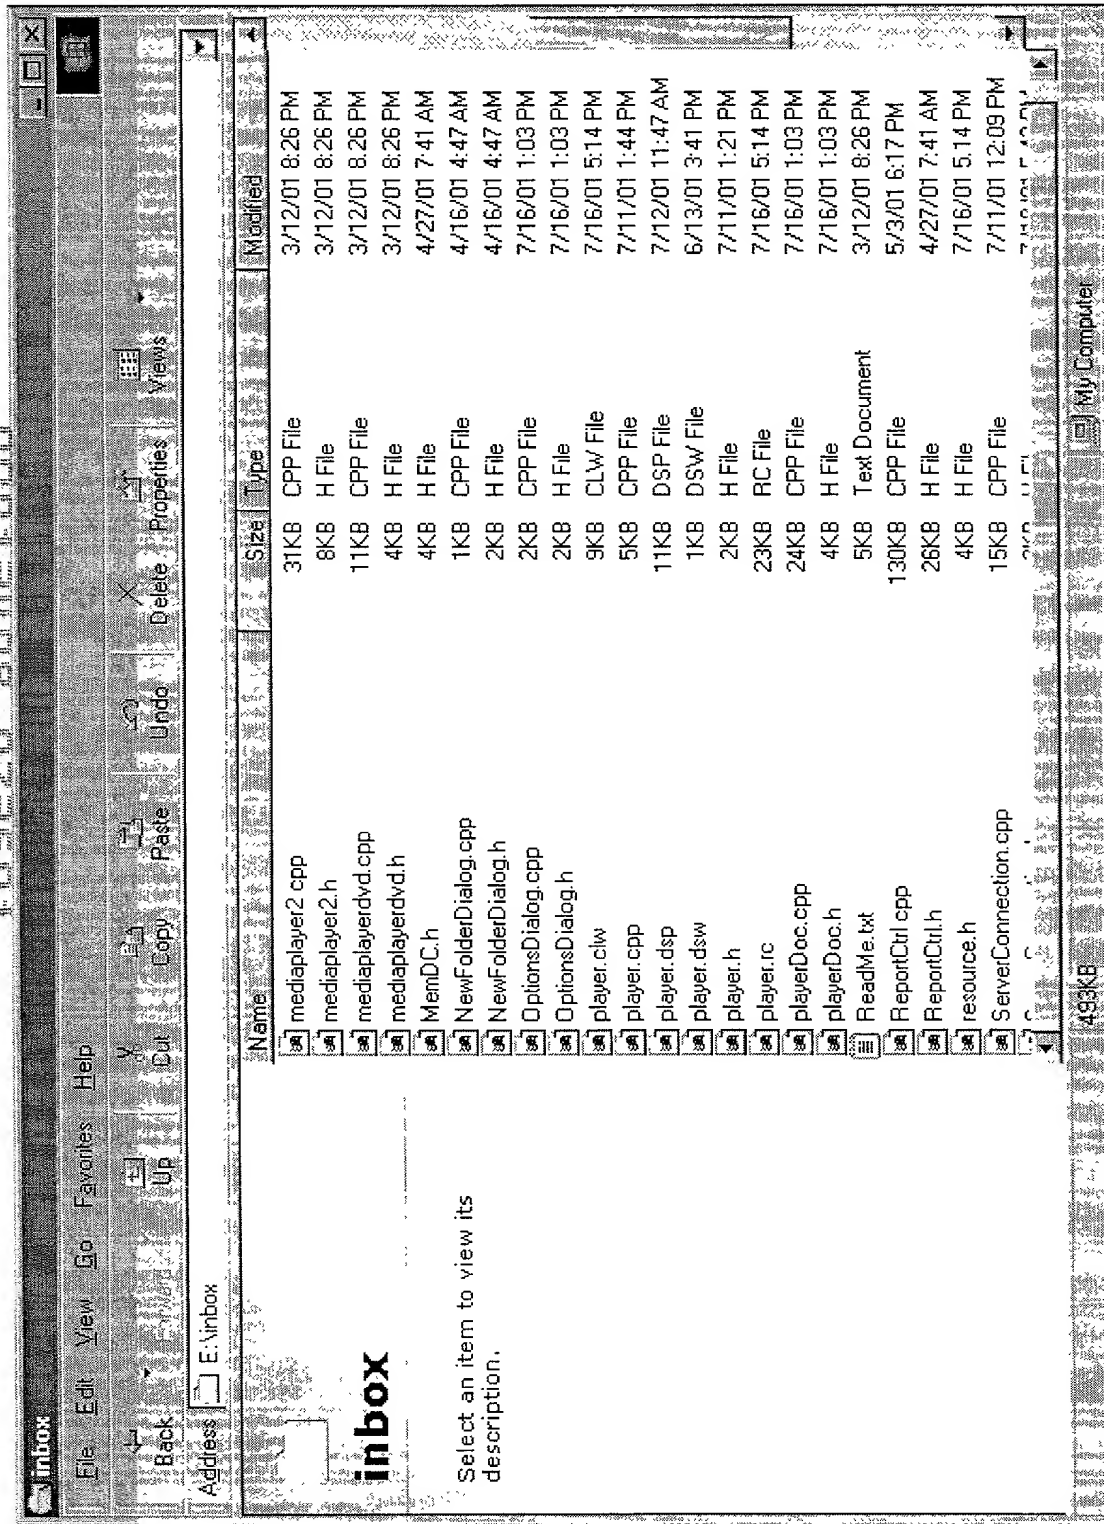 inbox
File Edit View Go Favorites Help
Back Forward Up Cut Copy Paste Undo Delete Properties Views
Address E:\inbox
inbox
Select an item to view its
description.
Name Size Type Modified
mediaplayer2.cpp 31KB CPP File 3/12/01 8:26 PM
mediaplayer2.h 8KB H File 3/12/01 8:26 PM
mediaplayerdvd.cpp 11KB CPP File 3/12/01 8:26 PM
mediaplayerdvd.h 4KB H File 3/12/01 8:26 PM
MemDC.h 4KB H File 4/27/01 7:41 AM
NewFolderDialog.cpp 1KB CPP File 4/16/01 4:47 AM
NewFolderDialog.h 2KB H File 4/16/01 4:47 AM
OptionsDialog.cpp 2KB CPP File 7/16/01 1:03 PM
OptionsDialog.h 2KB H File 7/16/01 1:03 PM
player.clw 9KB CLW File 7/16/01 5:14 PM
player.cpp 5KB CPP File 7/11/01 1:44 PM
player.dsp 11KB DSP File 7/12/01 11:47 AM
player.dsw 1KB DSW File 6/13/01 3:41 PM
player.h 2KB H File 7/11/01 1:21 PM
player.rc 23KB RC File 7/16/01 5:14 PM
playerDoc.cpp 24KB CPP File 7/16/01 1:03 PM
playerDoc.h 4KB H File 7/16/01 1:03 PM
ReadMe.txt 5KB Text Document 3/12/01 8:26 PM
ReportCtrl.cpp 130KB CPP File 5/3/01 6:17 PM
ReportCtrl.h 26KB H File 4/27/01 7:41 AM
resource.h 4KB H File 7/16/01 5:14 PM
ServerConnection.cpp 15KB CPP File 7/11/01 12:09 PM
493KB My Computer